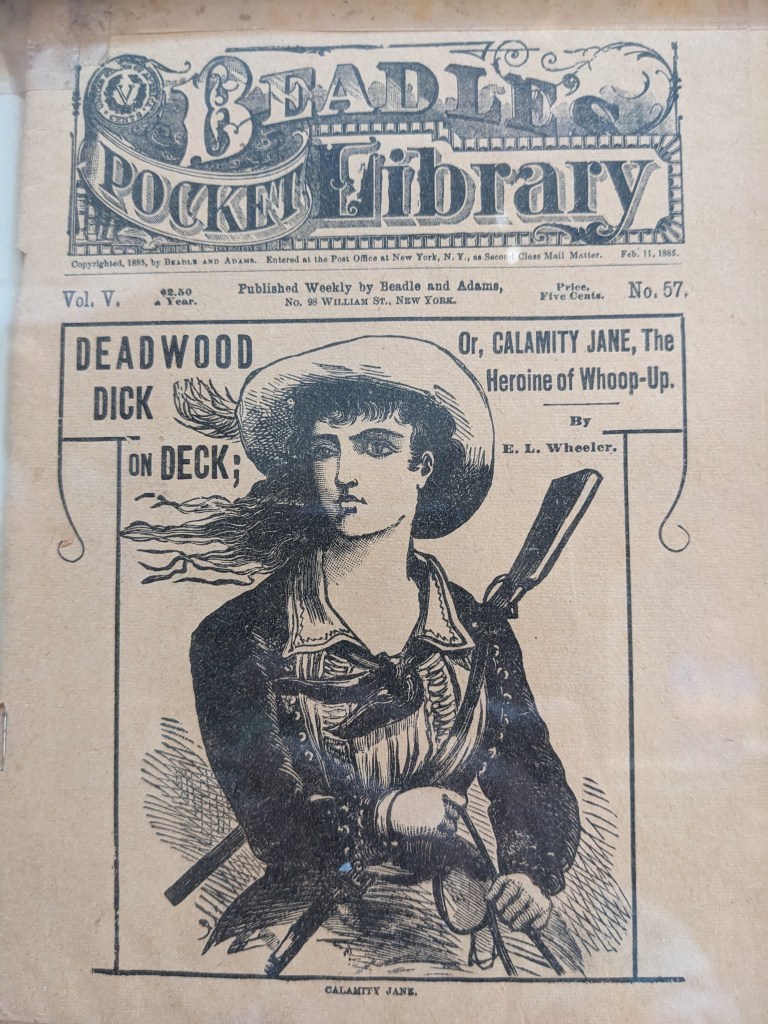 BEADLE'S
POCKET Library
Copyrighted, 1885, by BEADLE AND ADAMS. Entered at the Post Office at New York, N. Y., as Second Class Mail Matter. Feb. 11, 1885.
Vol. V. $2.50 a Year. Published Weekly by Beadle and Adams, No. 98 WILLIAM ST., NEW YORK. Price, Five Cents. No. 57.
DEADWOOD
DICK
ON DECK;
Or, CALAMITY JANE, The
Heroine of Whoop-Up.
By
E. L. Wheeler.
CALAMITY JANE.